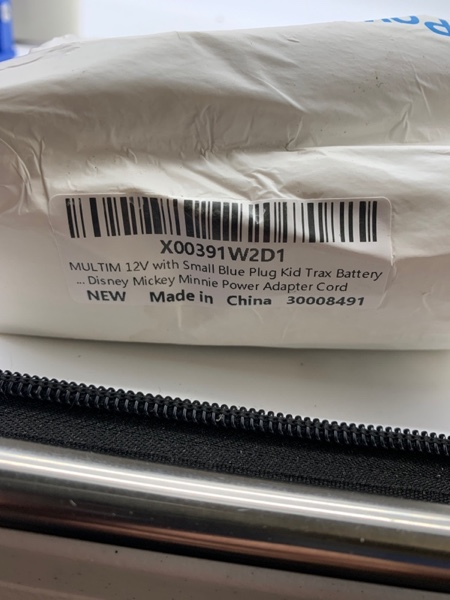 X00391W2D1
MULTIM 12V with Small Blue Plug Kid Trax Battery
... Disney Mickey Minnie Power Adapter Cord
NEW Made in China 30008491